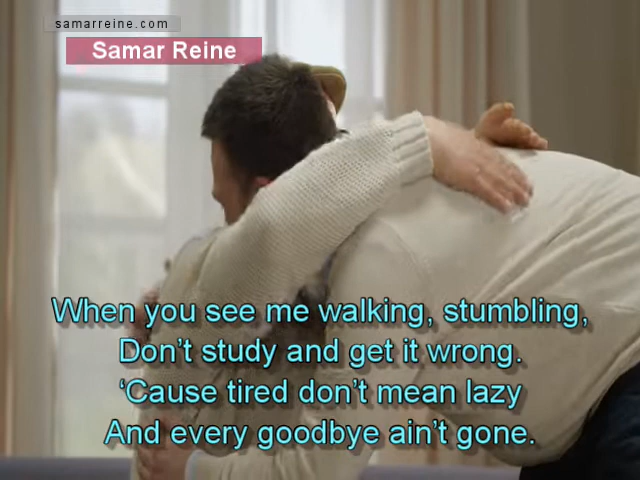 samarreine.com
Samar Reine
When you see me walking, stumbling,
Don’t study and get it wrong.
‘Cause tired don’t mean lazy
And every goodbye ain’t gone.